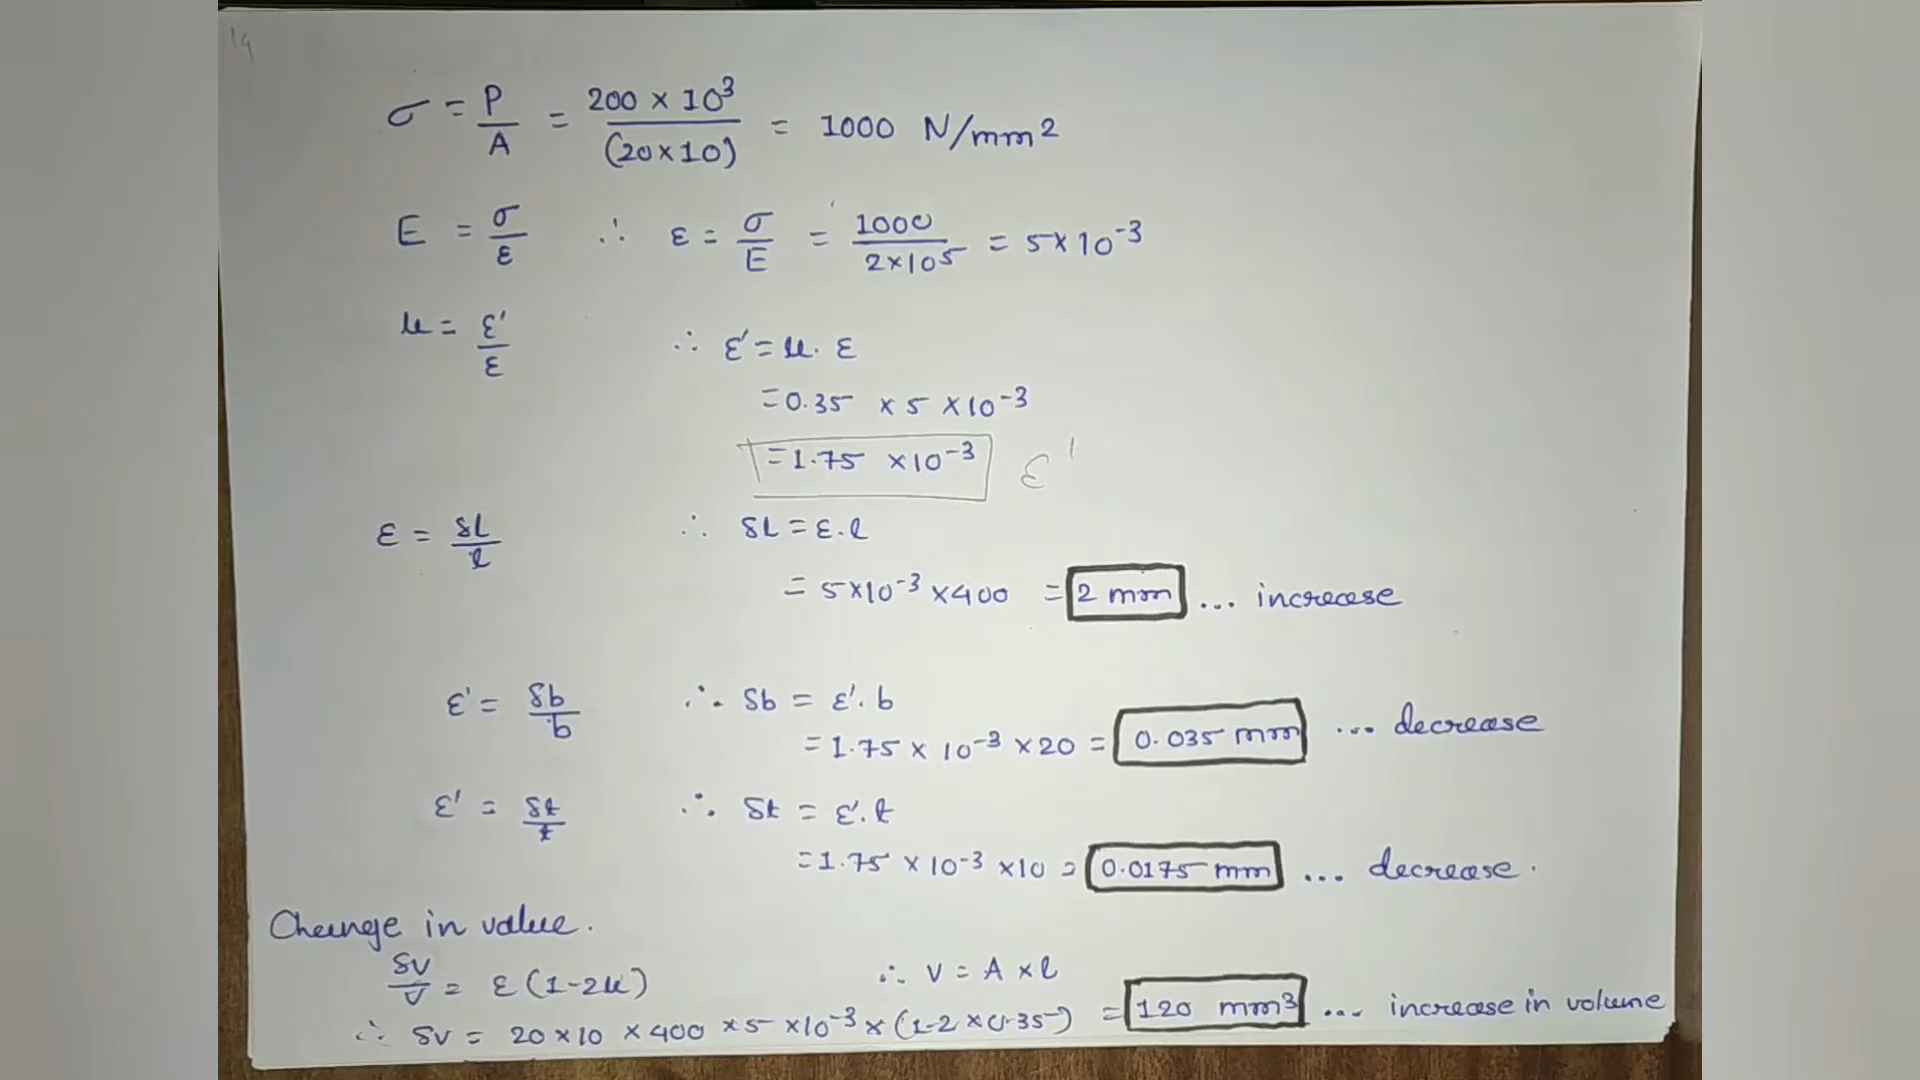 14
σ = P/A = 200 × 10³/(20×10) = 1000 N/mm²
E = σ/ε ∴ ε = σ/E = 1000/2×10⁵ = 5×10⁻³
μ = ε'/ε ∴ ε' = μ. ε
= 0.35 × 5 × 10⁻³
= 1.75 × 10⁻³ ε'
ε = δL/l ∴ δL = ε.l
= 5×10⁻³ × 400 = 2 mm ... increase
ε' = δb/b ∴ δb = ε'. b
= 1.75 × 10⁻³ × 20 = 0.035 mm ... decrease
ε' = δt/t ∴ δt = ε'. t
= 1.75 × 10⁻³ × 10 = 0.0175 mm ... decrease.
Change in value.
δV/V = ε (1-2μ) ∴ V = A × l
∴ δV = 20 × 10 × 400 × 5 × 10⁻³ × (1-2 × 0.35) = 120 mm³ ... increase in volume